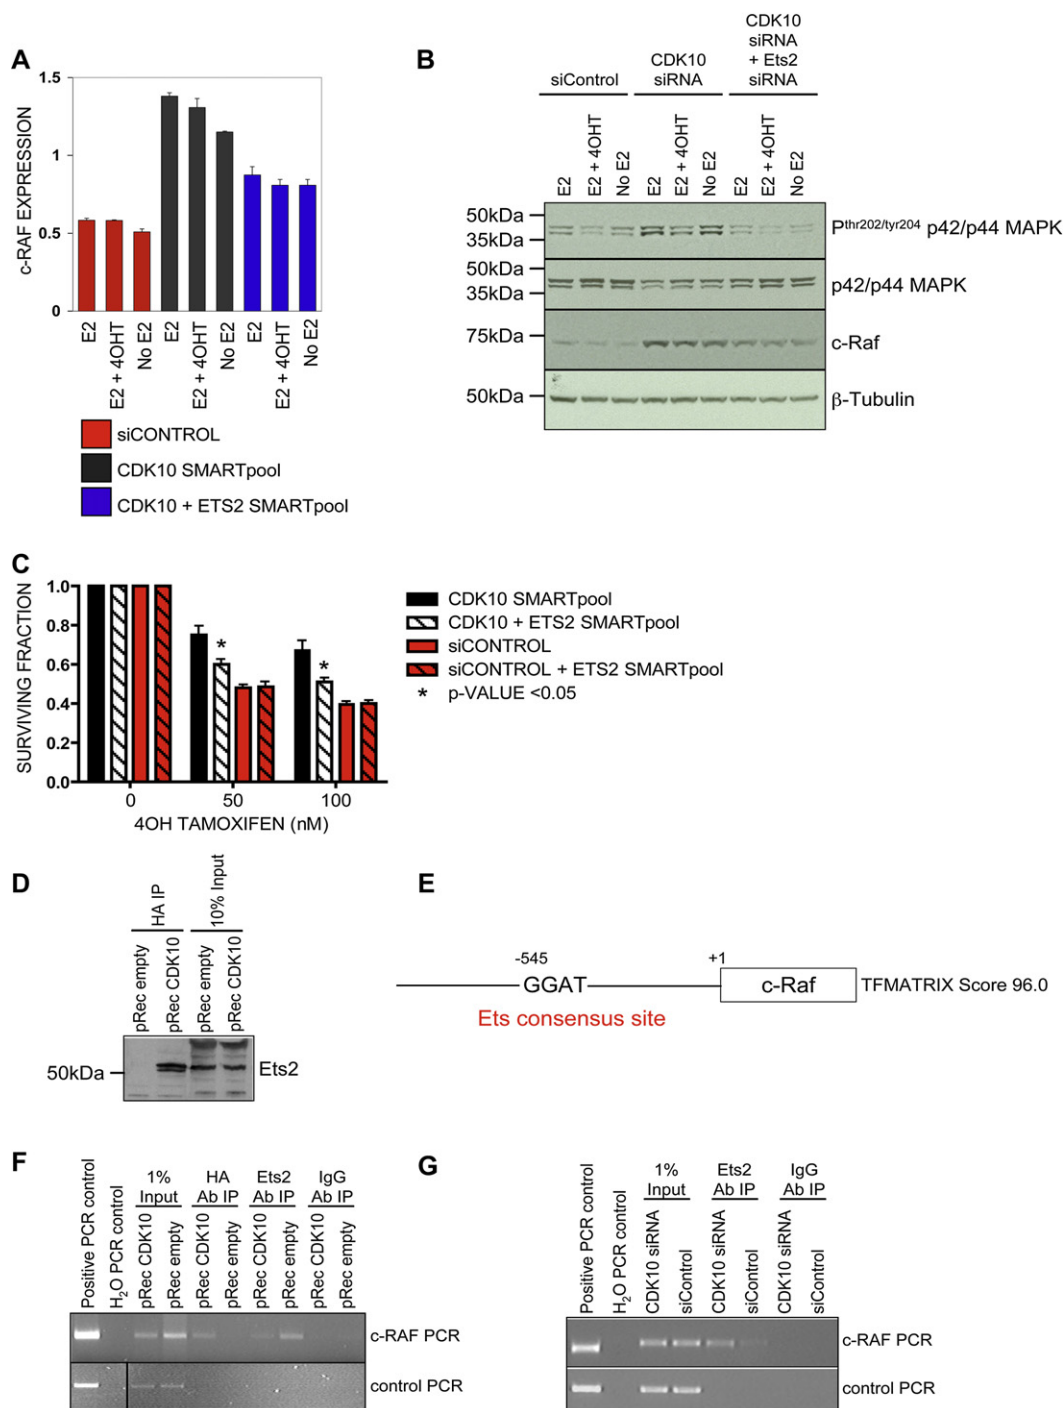 A
1.5
1
0.5
0
c-RAF EXPRESSION
E2
E2 + 4OHT
No E2
E2
E2 + 4OHT
No E2
E2
E2 + 4OHT
No E2
siCONTROL
CDK10 SMARTpool
CDK10 + ETS2 SMARTpool
B
siControl
CDK10
siRNA
CDK10
siRNA
+ Ets2
siRNA
E2
E2 + 4OHT
No E2
E2
E2 + 4OHT
No E2
E2
E2 + 4OHT
No E2
50kDa
35kDa
Pthr202/tyr204 p42/p44 MAPK
50kDa
35kDa
p42/p44 MAPK
75kDa
c-Raf
50kDa
β-Tubulin
C
1.0
0.8
0.6
0.4
0.2
0.0
SURVIVING FRACTION
*
*
0
50
100
4OH TAMOXIFEN (nM)
CDK10 SMARTpool
CDK10 + ETS2 SMARTpool
siCONTROL
siCONTROL + ETS2 SMARTpool
* p-VALUE <0.05
D
HA IP
10% Input
pRec empty
pRec CDK10
pRec empty
pRec CDK10
50kDa
Ets2
E
-545
+1
GGAT
c-Raf
TFMATRIX Score 96.0
Ets consensus site
F
Positive PCR control
H2O PCR control
1%
Input
HA
Ab IP
Ets2
Ab IP
IgG
Ab IP
pRec CDK10
pRec empty
pRec CDK10
pRec empty
pRec CDK10
pRec empty
pRec CDK10
pRec empty
c-RAF PCR
control PCR
G
Positive PCR control
H2O PCR control
1%
Input
Ets2
Ab IP
IgG
Ab IP
CDK10 siRNA
siControl
CDK10 siRNA
siControl
CDK10 siRNA
siControl
c-RAF PCR
control PCR